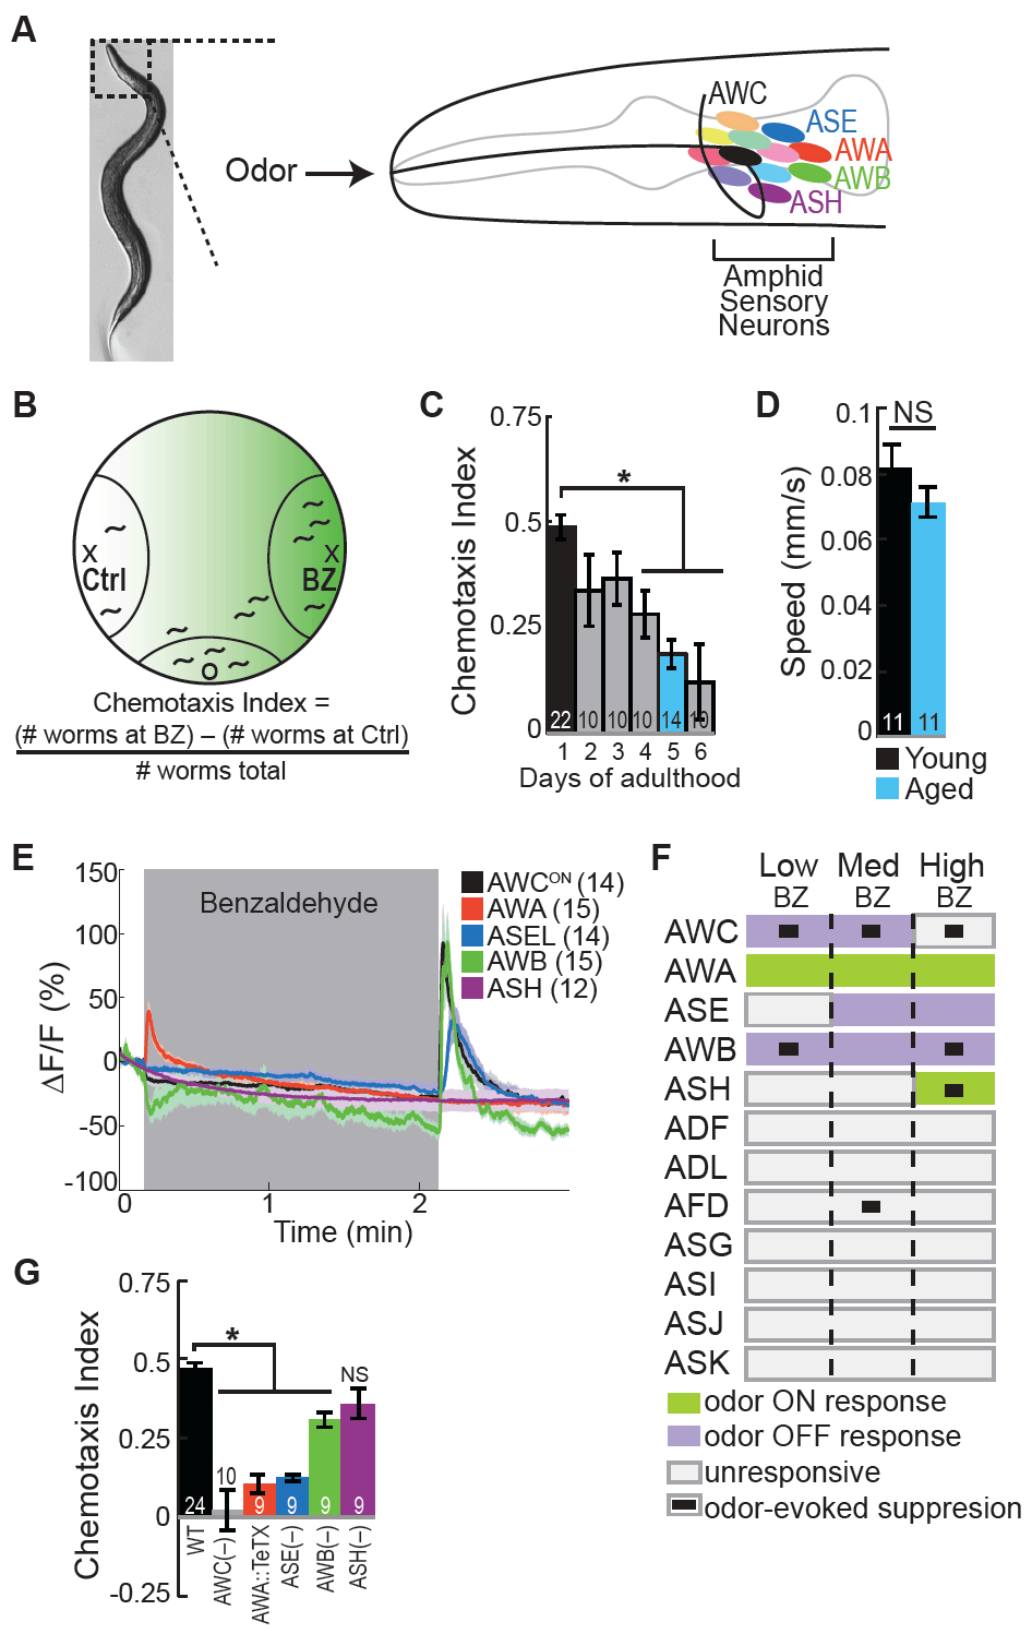 A
Odor
AWC
ASE
AWA
AWB
ASH
Amphid
Sensory
Neurons
B
X
Ctrl
X
BZ
O
Chemotaxis Index =
(# worms at BZ) – (# worms at Ctrl)
# worms total
C
Chemotaxis Index
0.75
0.5
0.25
0
*
22
10
10
10
14
10
1 2 3 4 5 6
Days of adulthood
D
Speed (mm/s)
0.1
0.08
0.06
0.04
0.02
0
NS
11
11
Young
Aged
E
ΔF/F (%)
150
100
50
0
-50
-100
Benzaldehyde
AWCON (14)
AWA (15)
ASEL (14)
AWB (15)
ASH (12)
0 1 2
Time (min)
F
Low Med High
BZ BZ BZ
AWC
AWA
ASE
AWB
ASH
ADF
ADL
AFD
ASG
ASI
ASJ
ASK
odor ON response
odor OFF response
unresponsive
odor-evoked suppresion
G
Chemotaxis Index
0.75
0.5
0.25
0
-0.25
*
NS
24
10
9
9
9
9
WT
AWC(–)
AWA::TeTX
ASE(–)
AWB(–)
ASH(–)